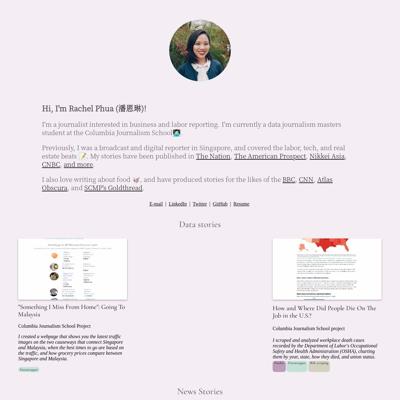 Hi, I'm Rachel Phua (潘恩琳)!
I'm a journalist interested in business and labor reporting. I'm currently a data journalism masters
student at the Columbia Journalism School
Previously, I was a broadcast and digital reporter in Singapore, and covered the labor, tech, and real
estate beats 📝. My stories have been published in The Nation, The American Prospect, Nikkei Asia,
CNBC, and more.
I also love writing about food, and have produced stories for the likes of the BBC, CNN, Atlas
Obscura, and SCMP's Goldthread.
E-mail | LinkedIn | Twitter | GitHub | Resume
Data stories
"Something I Miss From Home": Going To
Malaysia
Columbia Journalism School Project
I created a webpage that shows you the latest traffic
images on the two causeways that connect Singapore
and Malaysia, when the best times to go are based on
the traffic, and how grocery prices compare between
Singapore and Malaysia.
How and Where Did People Die On The
Job in the U.S.?
Columbia Journalism School project
I scraped and analyzed workplace death cases
recorded by the Department of Labor's Occupational
Safety and Health Administration (OSHA), charting
them by year, state, how they died, and union status.
News Stories